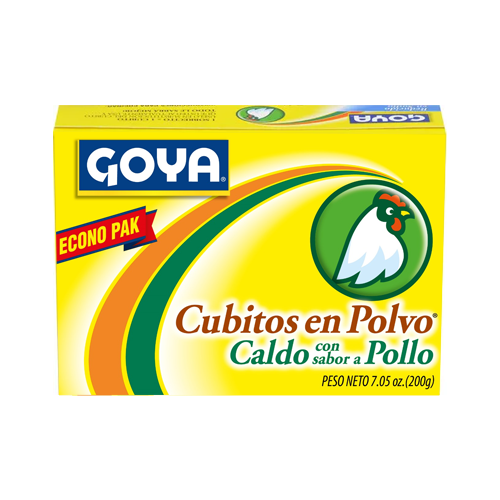 GOYA®
ECONO PAK
Cubitos en Polvo®
Caldo con sabor a Pollo
PESO NETO 7.05 oz.(200g)